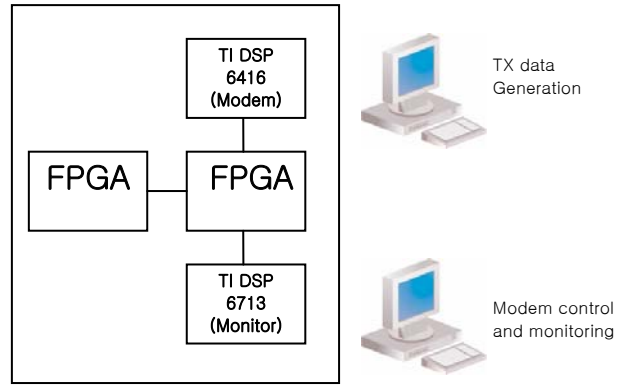 TI DSP
6416
(Modem)
TX data
Generation
FPGA
FPGA
TI DSP
6713
(Monitor)
Modem control
and monitoring